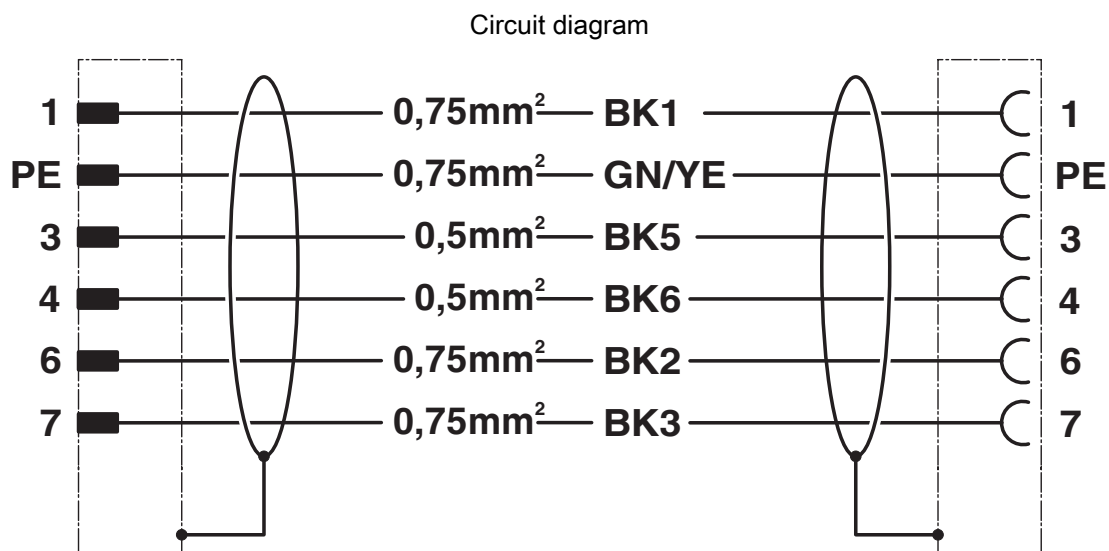 Circuit diagram
1 0,75mm² BK1 1
PE 0,75mm² GN/YE PE
3 0,5mm² BK5 3
4 0,5mm² BK6 4
6 0,75mm² BK2 6
7 0,75mm² BK3 7